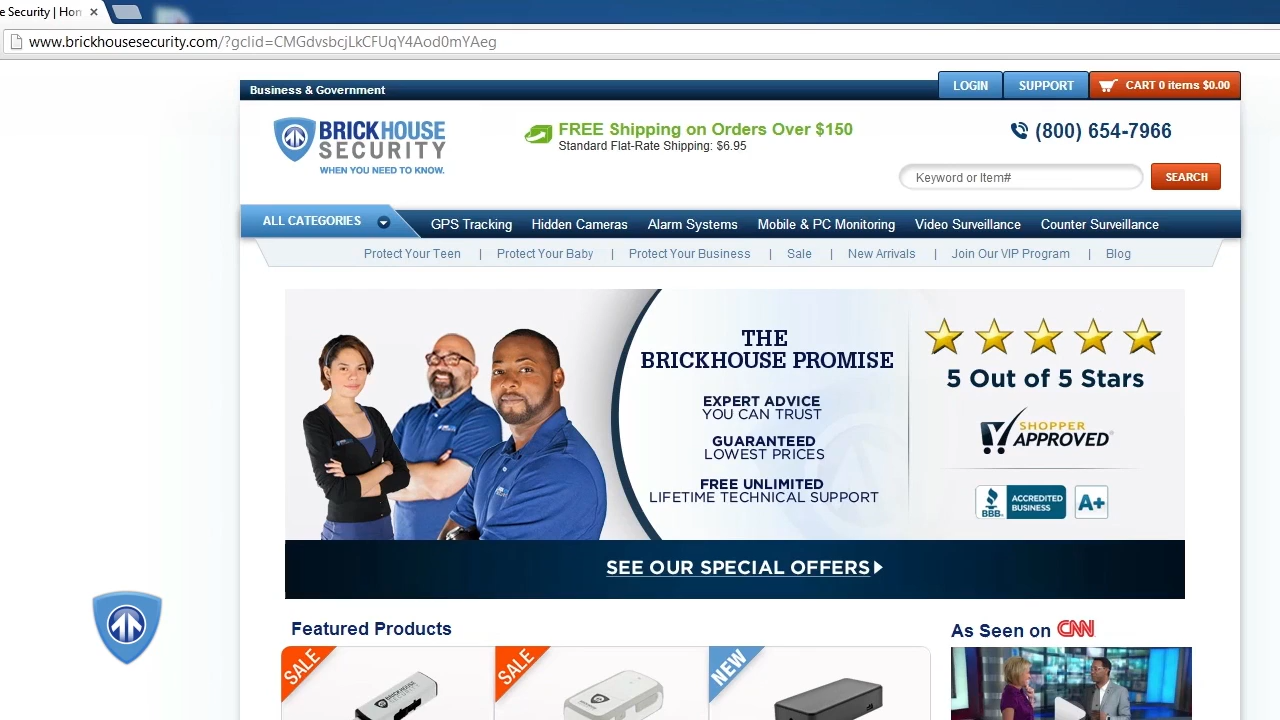 e Security | Hon
www.brickhousesecurity.com/?gclid=CMGdvsbcjLkCFUqY4Aod0mYAeg
Business & Government
LOGIN
SUPPORT
CART 0 items $0.00
BRICKHOUSE
SECURITY
WHEN YOU NEED TO KNOW.
FREE Shipping on Orders Over $150
Standard Flat-Rate Shipping: $6.95
(800) 654-7966
Keyword or Item#
SEARCH
ALL CATEGORIES
GPS Tracking
Hidden Cameras
Alarm Systems
Mobile & PC Monitoring
Video Surveillance
Counter Surveillance
Protect Your Teen | Protect Your Baby | Protect Your Business | Sale | New Arrivals | Join Our VIP Program | Blog
THE
BRICKHOUSE PROMISE
EXPERT ADVICE
YOU CAN TRUST
GUARANTEED
LOWEST PRICES
FREE UNLIMITED
LIFETIME TECHNICAL SUPPORT
5 Out of 5 Stars
SHOPPER
APPROVED
BBB
ACCREDITED
BUSINESS
A+
SEE OUR SPECIAL OFFERS
Featured Products
As Seen on CNN
SALE
SALE
NEW
BRICKHOUSE